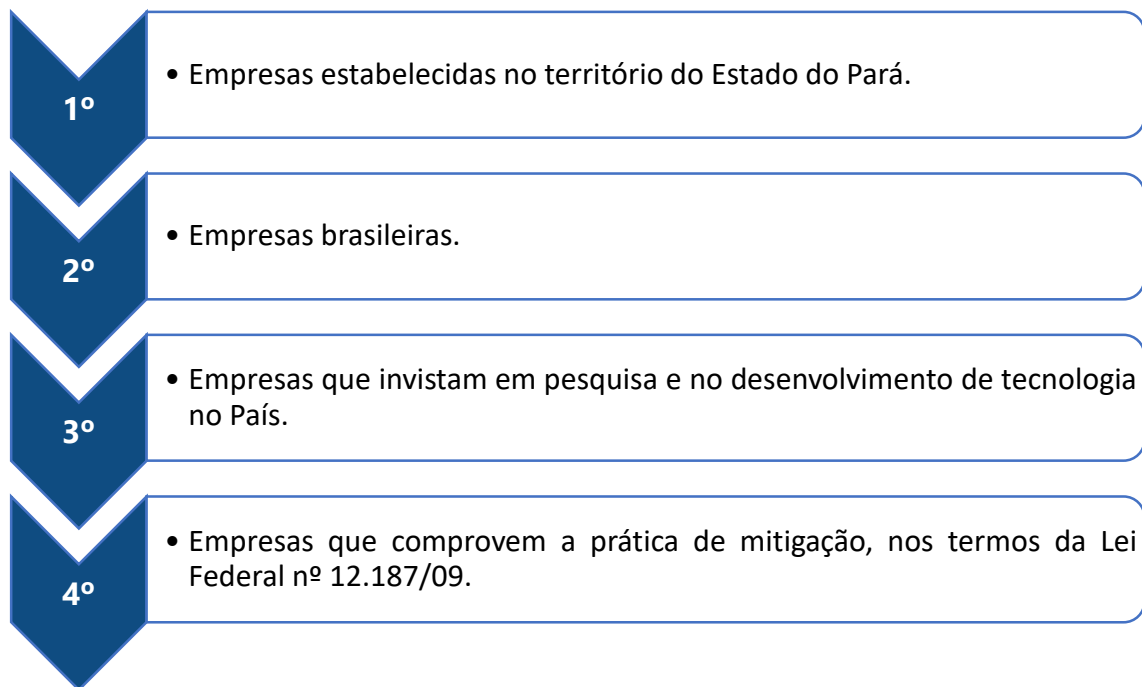 1º
• Empresas estabelecidas no território do Estado do Pará.
2º
• Empresas brasileiras.
3º
• Empresas que invistam em pesquisa e no desenvolvimento de tecnologia
no País.
4º
• Empresas que comprovem a prática de mitigação, nos termos da Lei
Federal nº 12.187/09.